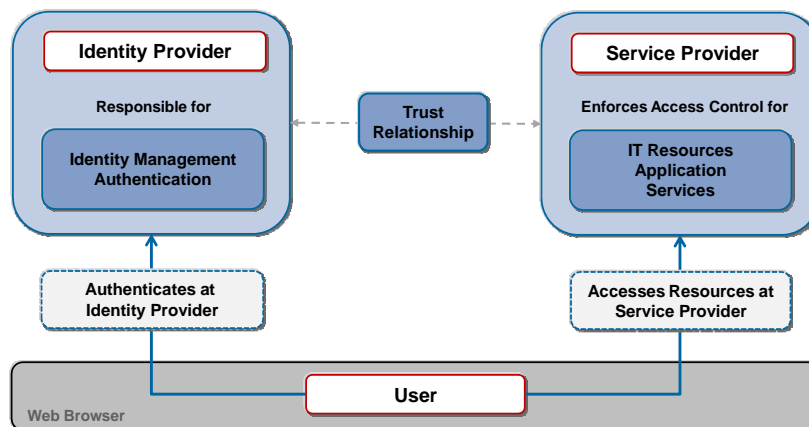 Identity Provider
Responsible for
Identity Management
Authentication
Trust
Relationship
Service Provider
Enforces Access Control for
IT Resources
Application
Services
Authenticates at
Identity Provider
Accesses Resources at
Service Provider
User
Web Browser